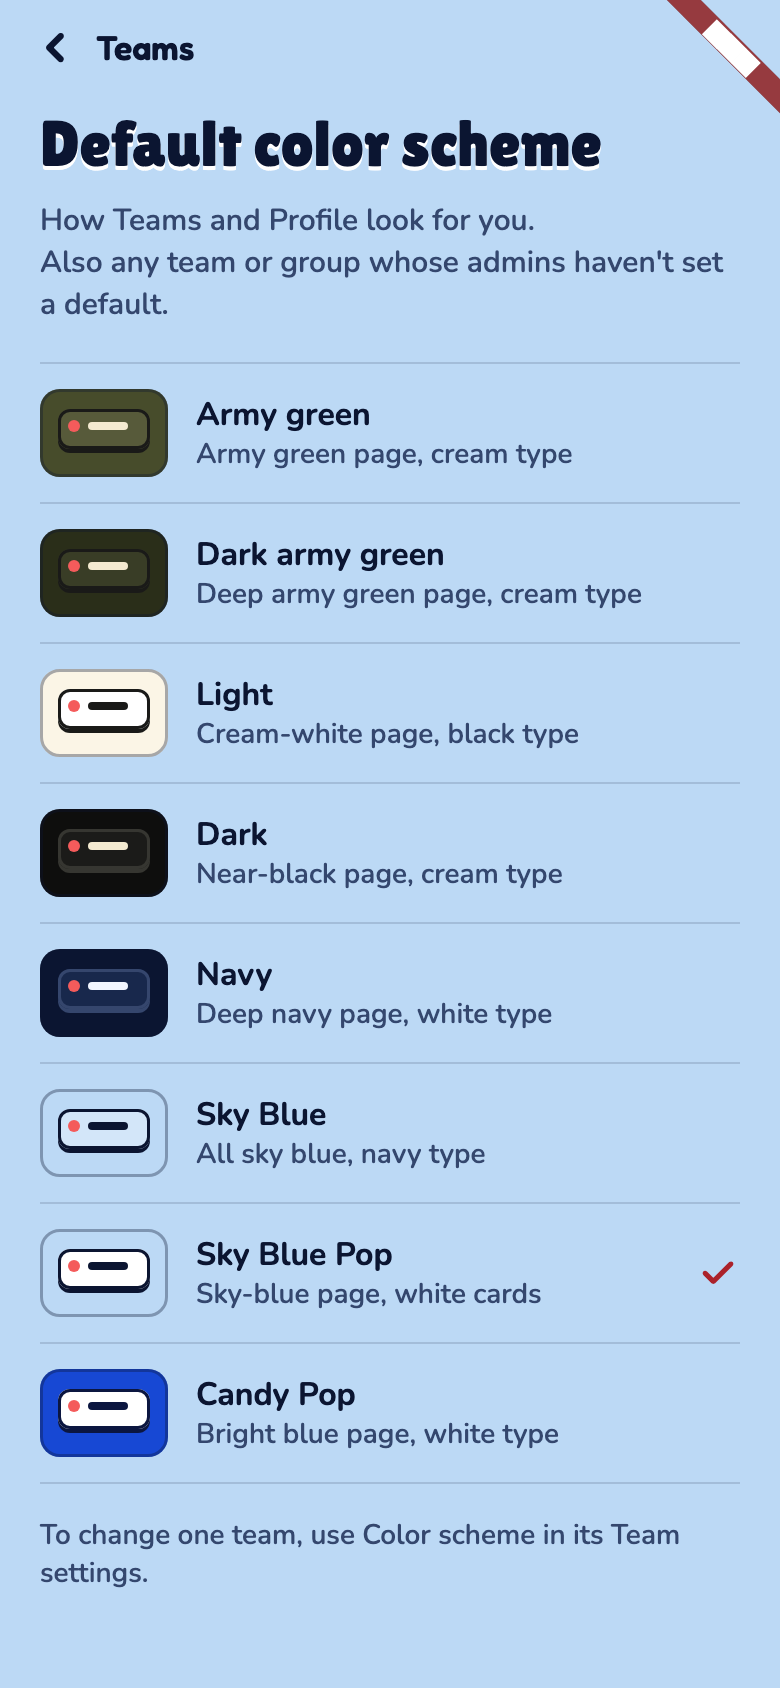 Teams
Default color scheme
How Teams and Profile look for you.
Also any team or group whose admins haven't set
a default.
Army green
Army green page, cream type
Dark army green
Deep army green page, cream type
Light
Cream-white page, black type
Dark
Near-black page, cream type
Navy
Deep navy page, white type
Sky Blue
All sky blue, navy type
Sky Blue Pop
Sky-blue page, white cards
Candy Pop
Bright blue page, white type
To change one team, use Color scheme in its Team
settings.